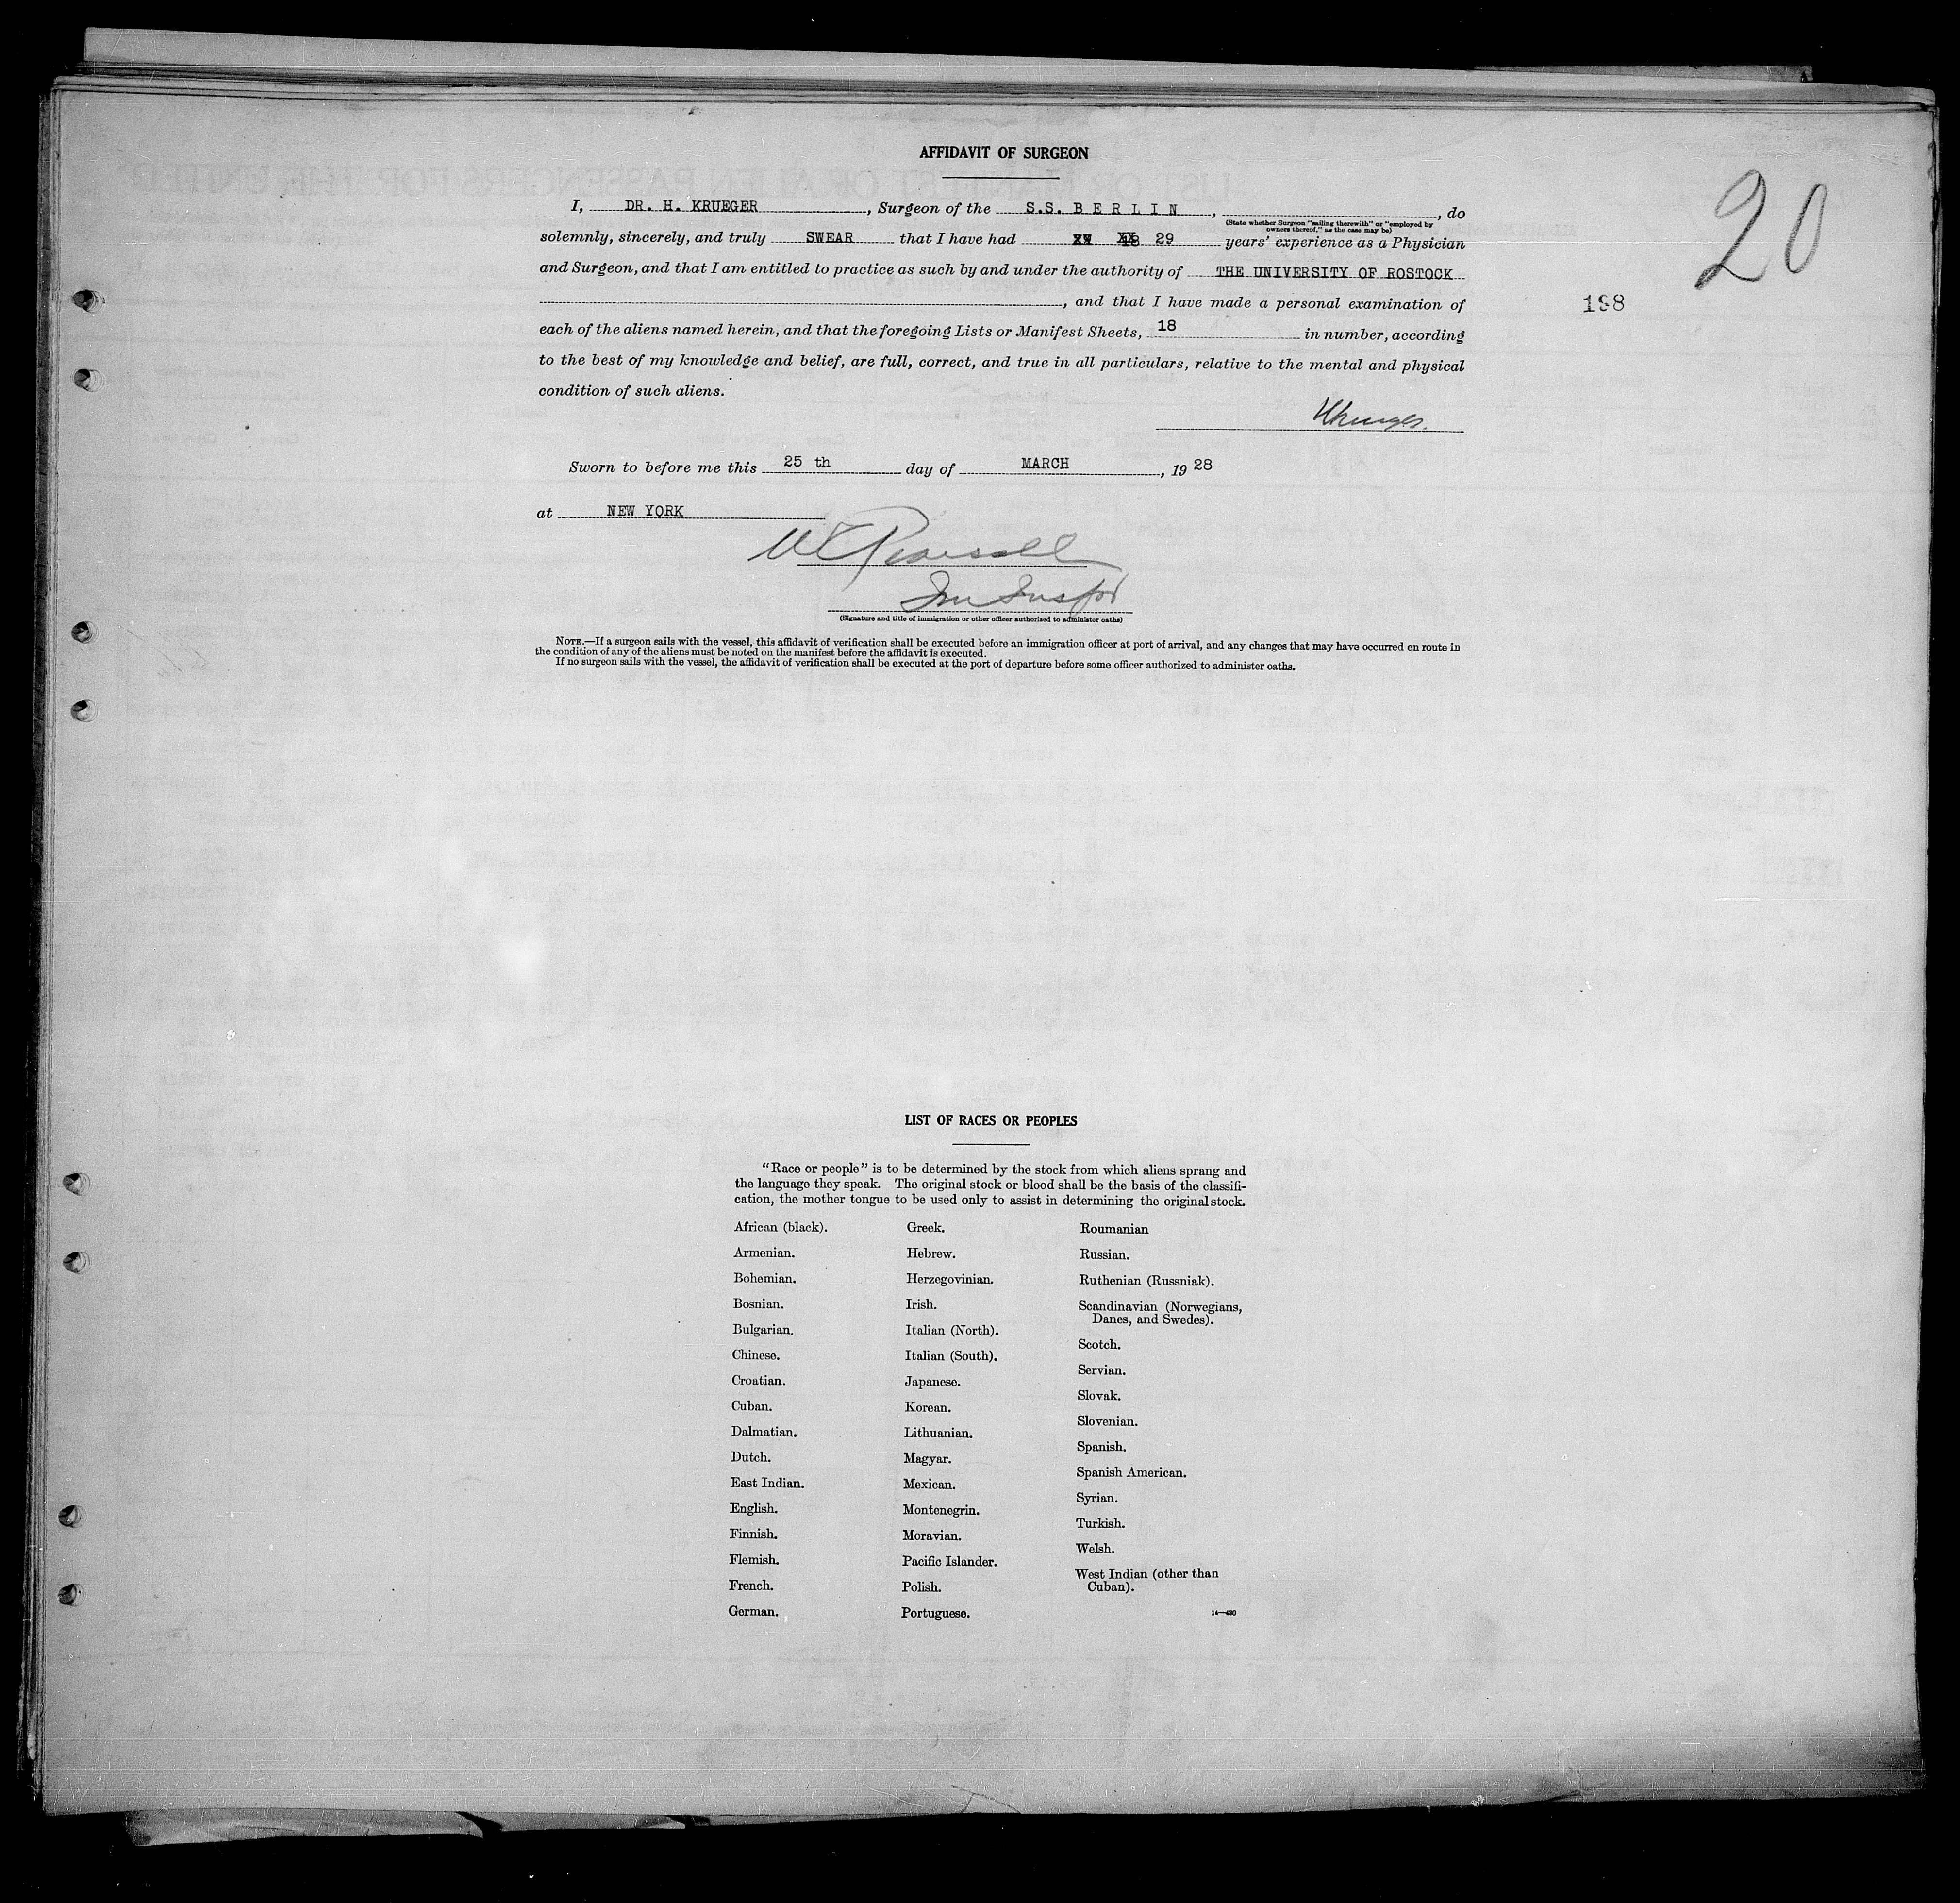 AFFIDAVIT OF SURGEON
20
I, DR. H. KRUEGER, Surgeon of the S.S. B E R L I N, , do
(State whether Surgeon "sailing therewith" or "employed by
owners thereof," as the case may be)
solemnly, sincerely, and truly SWEAR that I have had 29 years' experience as a Physician
and Surgeon, and that I am entitled to practice as such by and under the authority of THE UNIVERSITY OF ROSTOCK
, and that I have made a personal examination of
198
each of the aliens named herein, and that the foregoing Lists or Manifest Sheets, 18 in number, according
to the best of my knowledge and belief, are full, correct, and true in all particulars, relative to the mental and physical
condition of such aliens.
Sworn to before me this 25 th day of MARCH, 19 28
at NEW YORK
(Signature and title of immigration or other officer authorized to administer oaths)
NOTE.—If a surgeon sails with the vessel, this affidavit of verification shall be executed before an immigration officer at port of arrival, and any changes that may have occurred en route in
the condition of any of the aliens must be noted on the manifest before the affidavit is executed.
If no surgeon sails with the vessel, the affidavit of verification shall be executed at the port of departure before some officer authorized to administer oaths.
LIST OF RACES OR PEOPLES
"Race or people" is to be determined by the stock from which aliens sprang and
the language they speak. The original stock or blood shall be the basis of the classifi-
cation, the mother tongue to be used only to assist in determining the original stock.
African (black).
Armenian.
Bohemian.
Bosnian.
Bulgarian.
Chinese.
Croatian.
Cuban.
Dalmatian.
Dutch.
East Indian.
English.
Finnish.
Flemish.
French.
German.
Greek.
Hebrew.
Herzegovinian.
Irish.
Italian (North).
Italian (South).
Japanese.
Korean.
Lithuanian.
Magyar.
Mexican.
Montenegrin.
Moravian.
Pacific Islander.
Polish.
Portuguese.
Roumanian
Russian.
Ruthenian (Russniak).
Scandinavian (Norwegians,
Danes, and Swedes).
Scotch.
Servian.
Slovak.
Slovenian.
Spanish.
Spanish American.
Syrian.
Turkish.
Welsh.
West Indian (other than
Cuban).
14—430